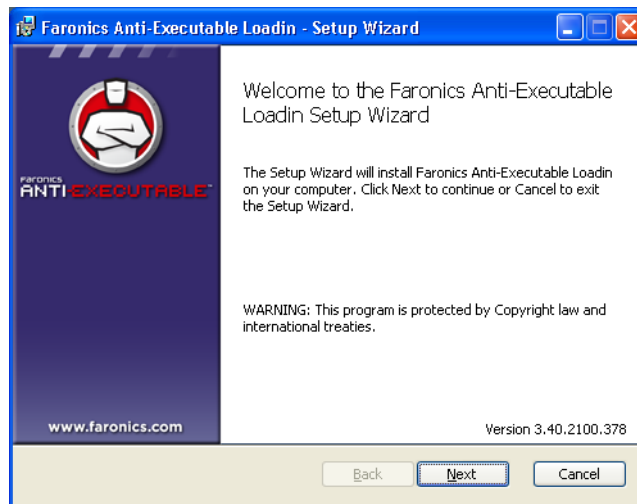 Faronics Anti-Executable Loadin - Setup Wizard
Welcome to the Faronics Anti-Executable
Loadin Setup Wizard
FARONICS
ANTI-EXECUTABLE™
The Setup Wizard will install Faronics Anti-Executable Loadin
on your computer. Click Next to continue or Cancel to exit
the Setup Wizard.
WARNING: This program is protected by Copyright law and
international treaties.
www.faronics.com
Version 3.40.2100.378
Back
Next
Cancel